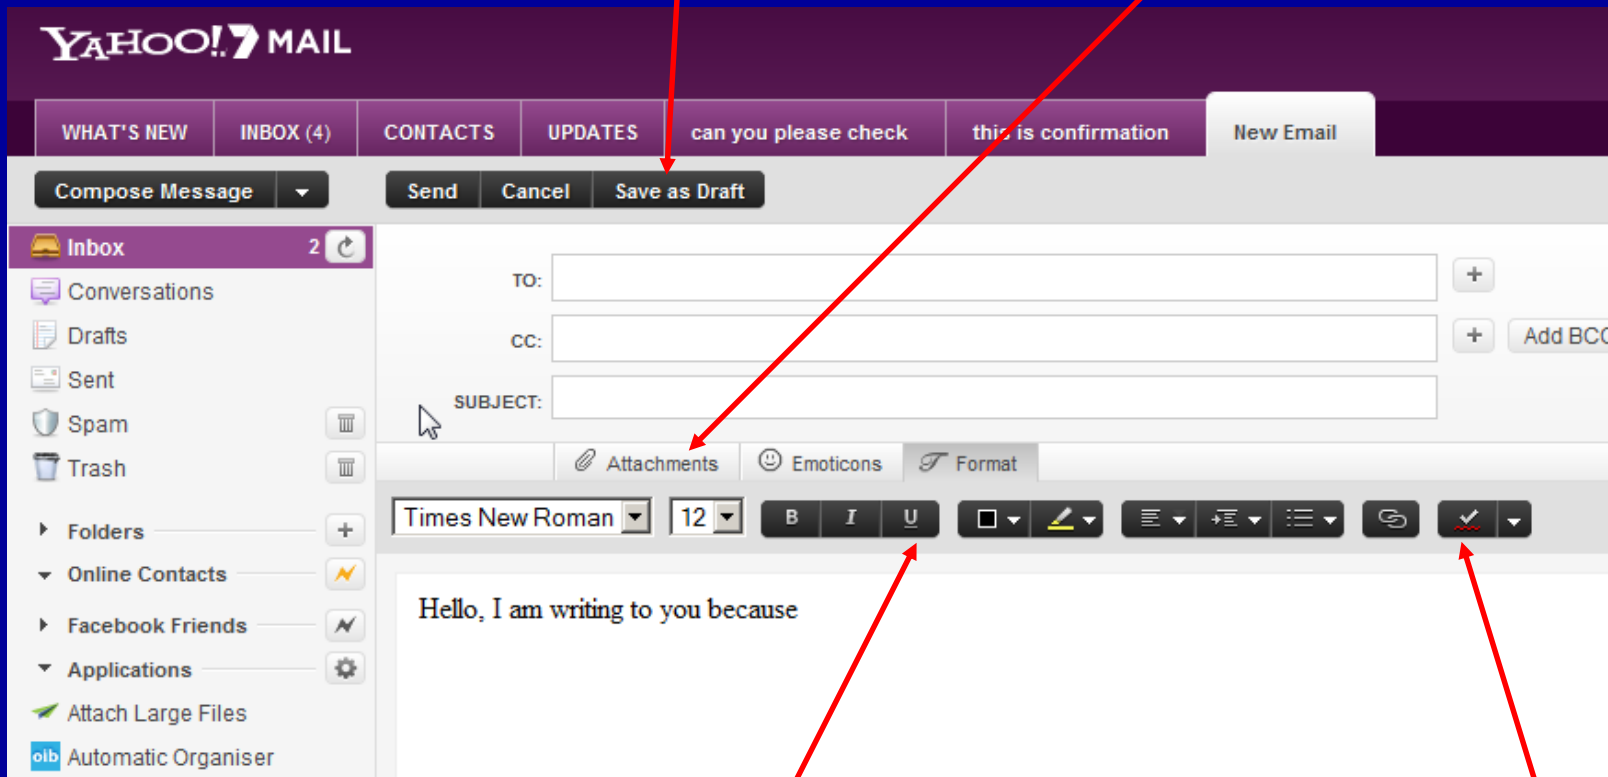 YAHOO!7 MAIL
WHAT'S NEW INBOX (4) CONTACTS UPDATES can you please check this is confirmation New Email
Compose Message Send Cancel Save as Draft
Inbox 2
Conversations
Drafts
Sent
Spam
Trash
Folders
Online Contacts
Facebook Friends
Applications
Attach Large Files
oib Automatic Organiser
TO:
CC: Add BCC
SUBJECT:
Attachments Emoticons Format
Times New Roman 12 B I U
Hello, I am writing to you because